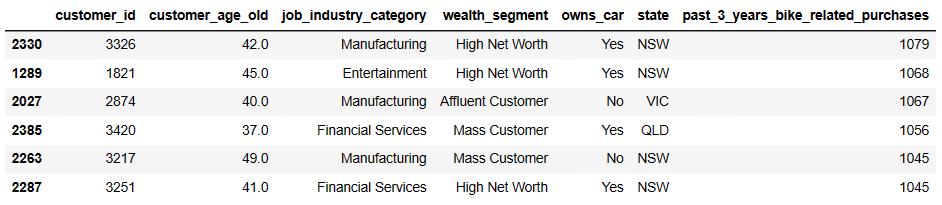 customer_id customer_age_old job_industry_category wealth_segment owns_car state past_3_years_bike_related_purchases
2330 3326 42.0 Manufacturing High Net Worth Yes NSW 1079
1289 1821 45.0 Entertainment High Net Worth Yes NSW 1068
2027 2874 40.0 Manufacturing Affluent Customer No VIC 1067
2385 3420 37.0 Financial Services Mass Customer Yes QLD 1056
2263 3217 49.0 Manufacturing Mass Customer No NSW 1045
2287 3251 41.0 Financial Services High Net Worth Yes NSW 1045